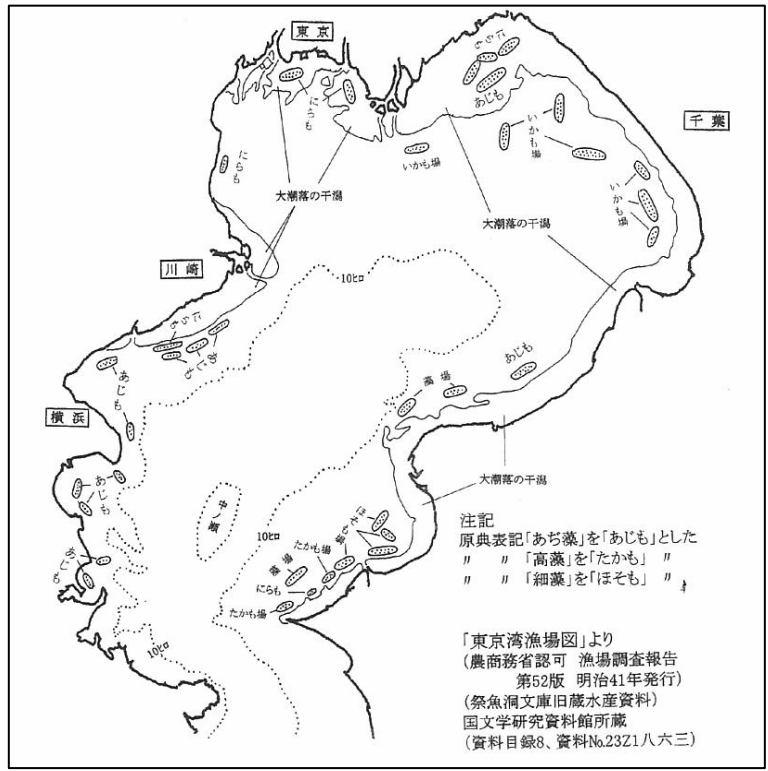 東京
にらも
にらも
あじも
いかも場
いかも場
いかも場
千葉
にらも
大潮落の干潟
大潮落の干潟
川崎
10ヒロ
にらも
あじも
あじも
あじも
藻場
横浜
あじも
大潮落の干潟
中ノ瀬
10ヒロ
ほそも場
たかも場
藻場
にらも
たかも場
あじも
10ヒロ
注記
原典表記「あぢ藻」を「あじも」とした
〃 〃 「高藻」を「たかも」 〃
〃 〃 「細藻」を「ほそも」 〃
「東京湾漁場図」より
(農商務省認可 漁場調査報告
第52版 明治41年発行)
(祭魚洞文庫旧蔵水産資料)
国文学研究資料館所蔵
(資料目録8、資料No.23Z1八六三)